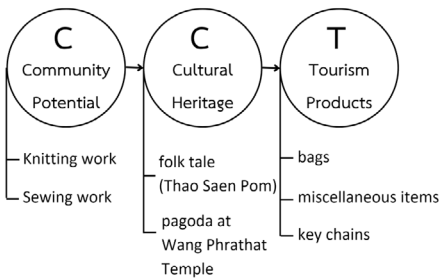 C
Community
Potential
Knitting work
Sewing work
C
Cultural
Heritage
folk tale
(Thao Saen Pom)
pagoda at
Wang Phrathat
Temple
T
Tourism
Products
bags
miscellaneous items
key chains